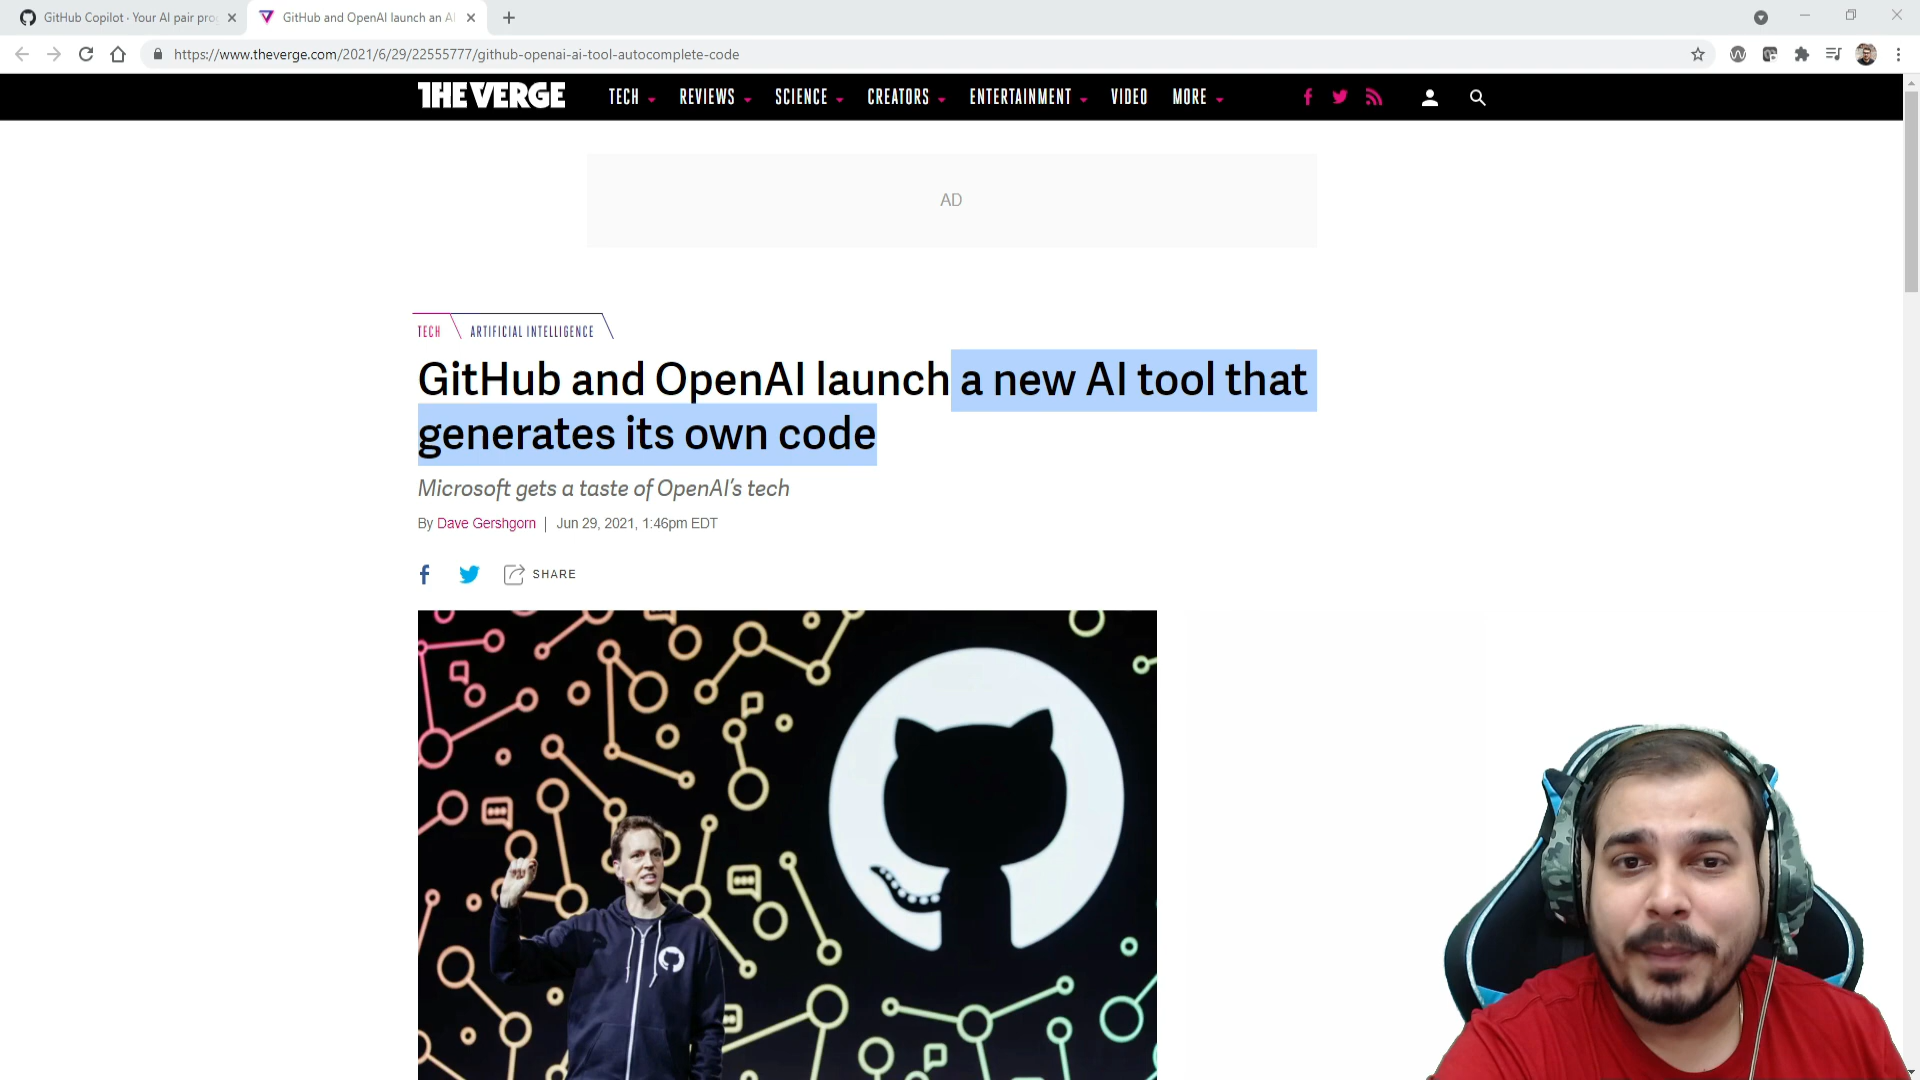 GitHub Copilot · Your AI pair pro
GitHub and OpenAI launch an AI
https://www.theverge.com/2021/6/29/22555777/github-openai-ai-tool-autocomplete-code
THE VERGE
TECH
REVIEWS
SCIENCE
CREATORS
ENTERTAINMENT
VIDEO
MORE
AD
TECH
ARTIFICIAL INTELLIGENCE
GitHub and OpenAI launch a new AI tool that
generates its own code
Microsoft gets a taste of OpenAI's tech
By Dave Gershgorn | Jun 29, 2021, 1:46pm EDT
SHARE